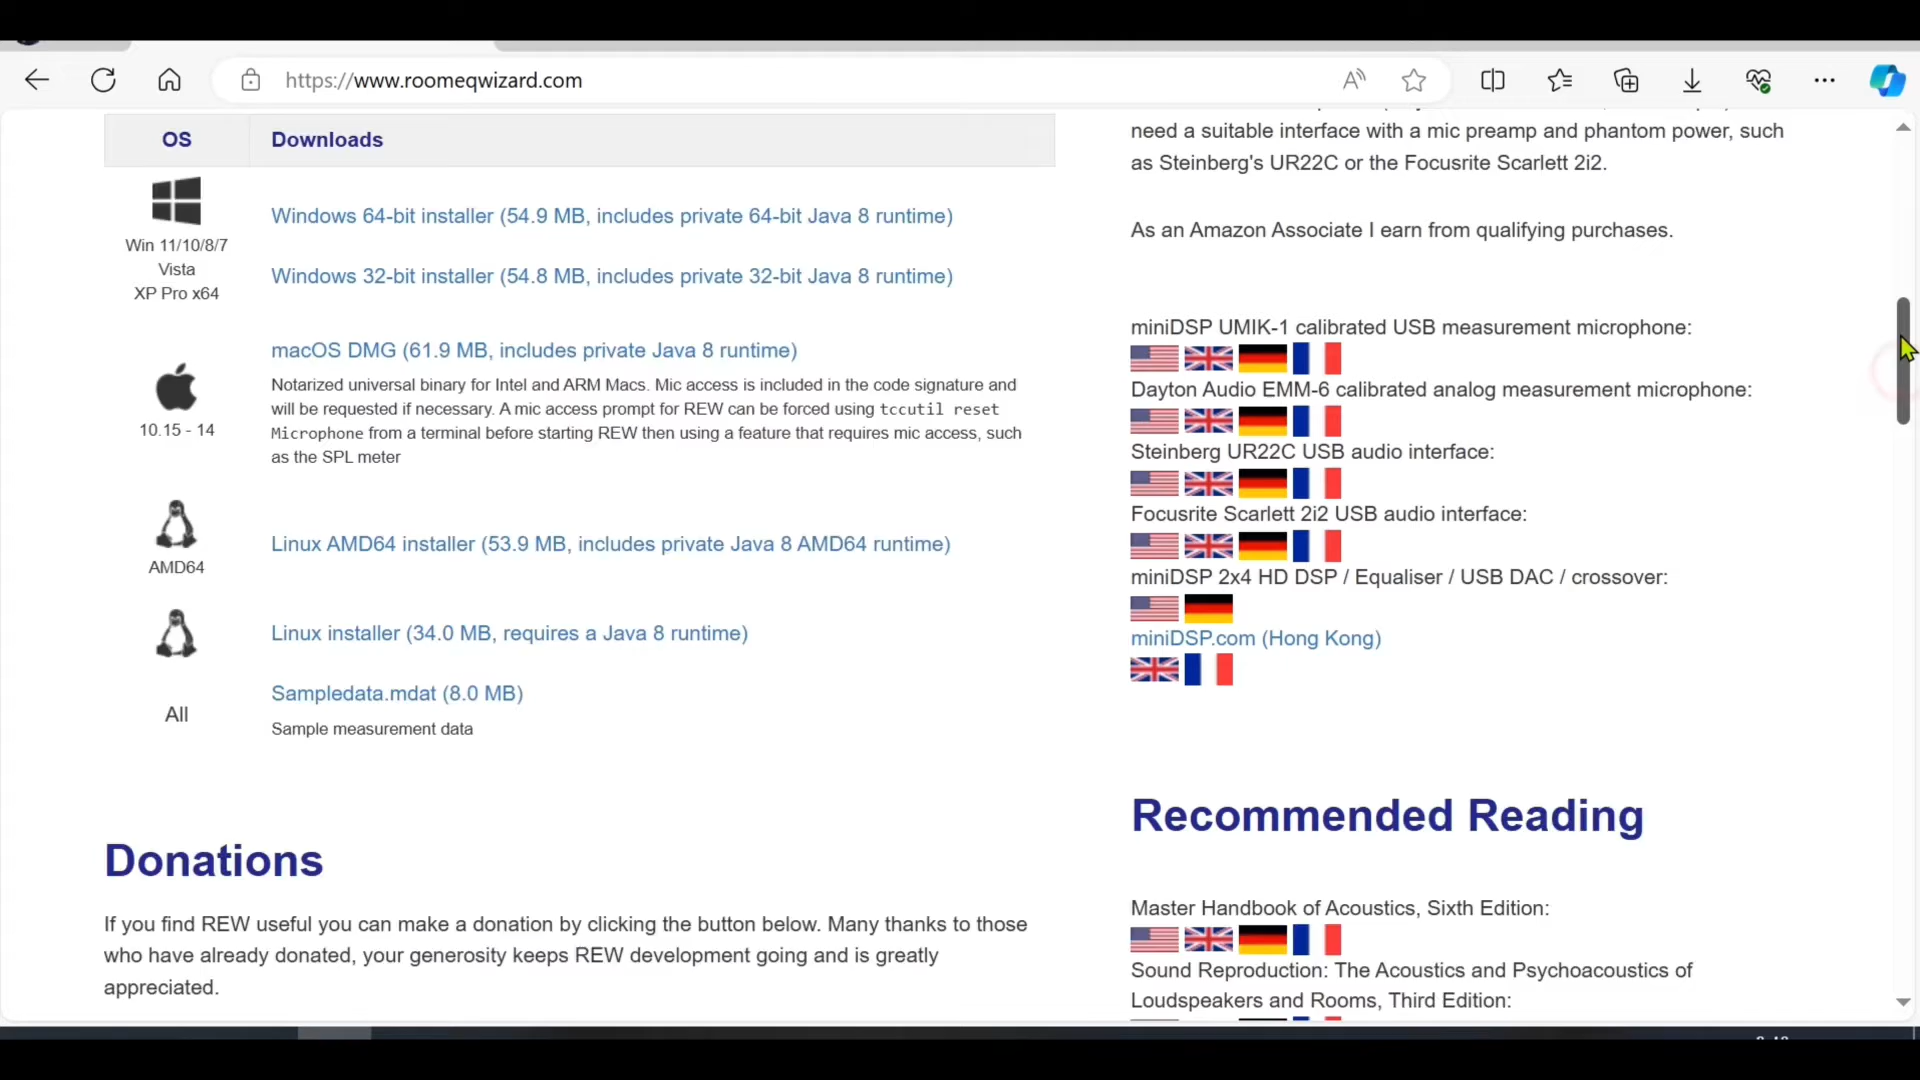 https://www.roomeqwizard.com
OS
Downloads
Win 11/10/8/7
Vista
XP Pro x64
Windows 64-bit installer (54.9 MB, includes private 64-bit Java 8 runtime)
Windows 32-bit installer (54.8 MB, includes private 32-bit Java 8 runtime)
10.15 - 14
macOS DMG (61.9 MB, includes private Java 8 runtime)
Notarized universal binary for Intel and ARM Macs. Mic access is included in the code signature and
will be requested if necessary. A mic access prompt for REW can be forced using tccutil reset
Microphone from a terminal before starting REW then using a feature that requires mic access, such
as the SPL meter
AMD64
Linux AMD64 installer (53.9 MB, includes private Java 8 AMD64 runtime)
Linux installer (34.0 MB, requires a Java 8 runtime)
All
Sampledata.mdat (8.0 MB)
Sample measurement data
Donations
If you find REW useful you can make a donation by clicking the button below. Many thanks to those
who have already donated, your generosity keeps REW development going and is greatly
appreciated.
need a suitable interface with a mic preamp and phantom power, such
as Steinberg's UR22C or the Focusrite Scarlett 2i2.
As an Amazon Associate I earn from qualifying purchases.
miniDSP UMIK-1 calibrated USB measurement microphone:
Dayton Audio EMM-6 calibrated analog measurement microphone:
Steinberg UR22C USB audio interface:
Focusrite Scarlett 2i2 USB audio interface:
miniDSP 2x4 HD DSP / Equaliser / USB DAC / crossover:
miniDSP.com (Hong Kong)
Recommended Reading
Master Handbook of Acoustics, Sixth Edition:
Sound Reproduction: The Acoustics and Psychoacoustics of
Loudspeakers and Rooms, Third Edition: